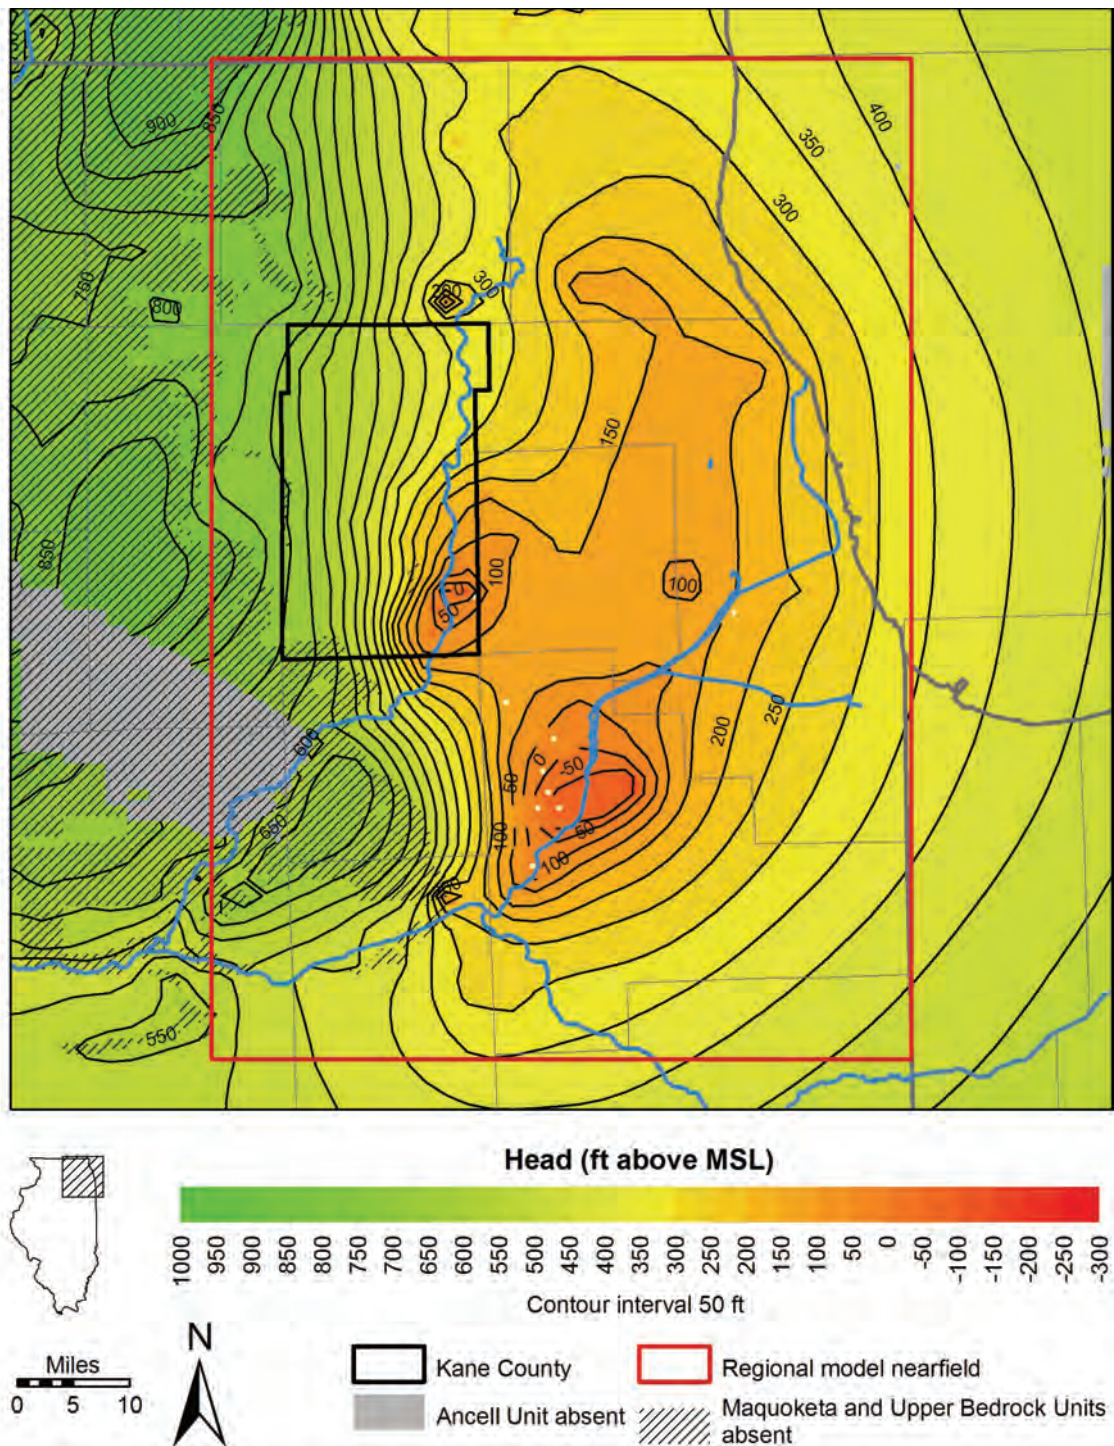 900
850
400
350
300
750
300
200
800
150
850
100
100
0
50
250
200
600
0
-50
50
650
100
50
100
550
Head (ft above MSL)
1000 950 900 850 800 750 700 650 600 550 500 450 400 350 300 250 200 150 100 50 0 -50 -100 -150 -200 -250 -300
Contour interval 50 ft
N
Miles
0 5 10
Kane County
Regional model nearfield
Ancell Unit absent
Maquoketa and Upper Bedrock Units
absent